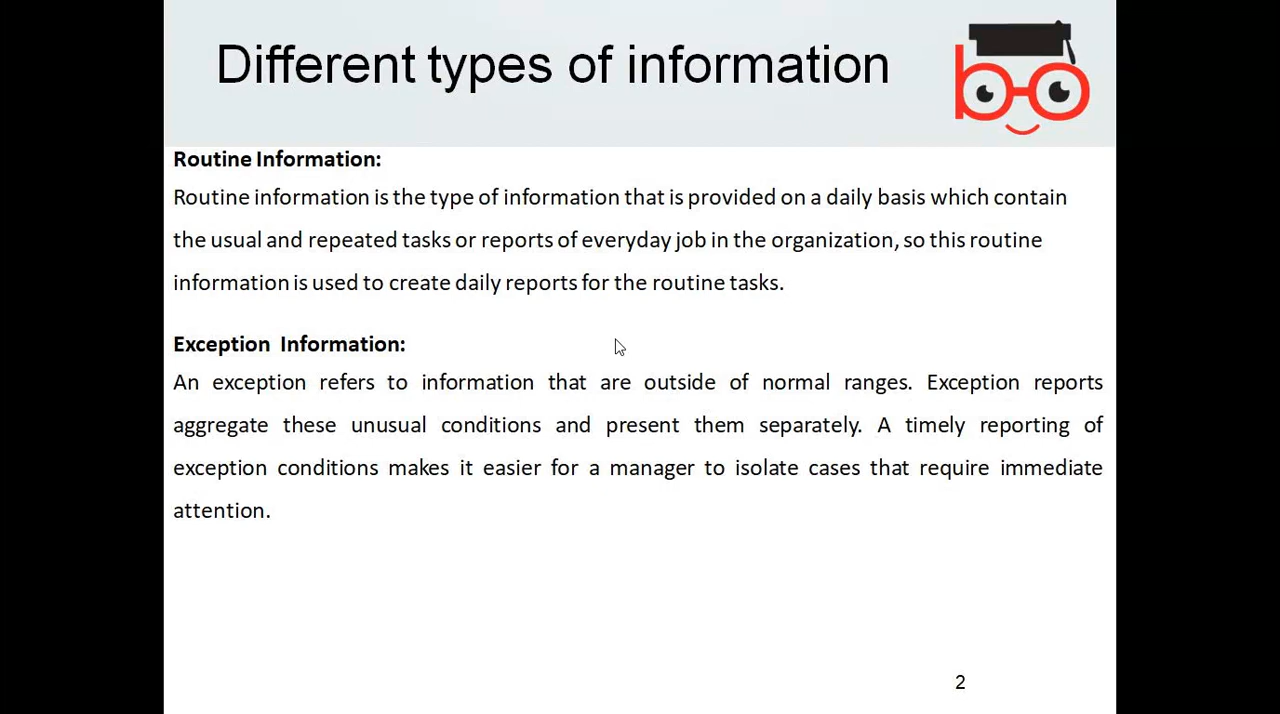 Different types of information
Routine Information:
Routine information is the type of information that is provided on a daily basis which contain
the usual and repeated tasks or reports of everyday job in the organization, so this routine
information is used to create daily reports for the routine tasks.
Exception Information:
An exception refers to information that are outside of normal ranges. Exception reports
aggregate these unusual conditions and present them separately. A timely reporting of
exception conditions makes it easier for a manager to isolate cases that require immediate
attention.
2